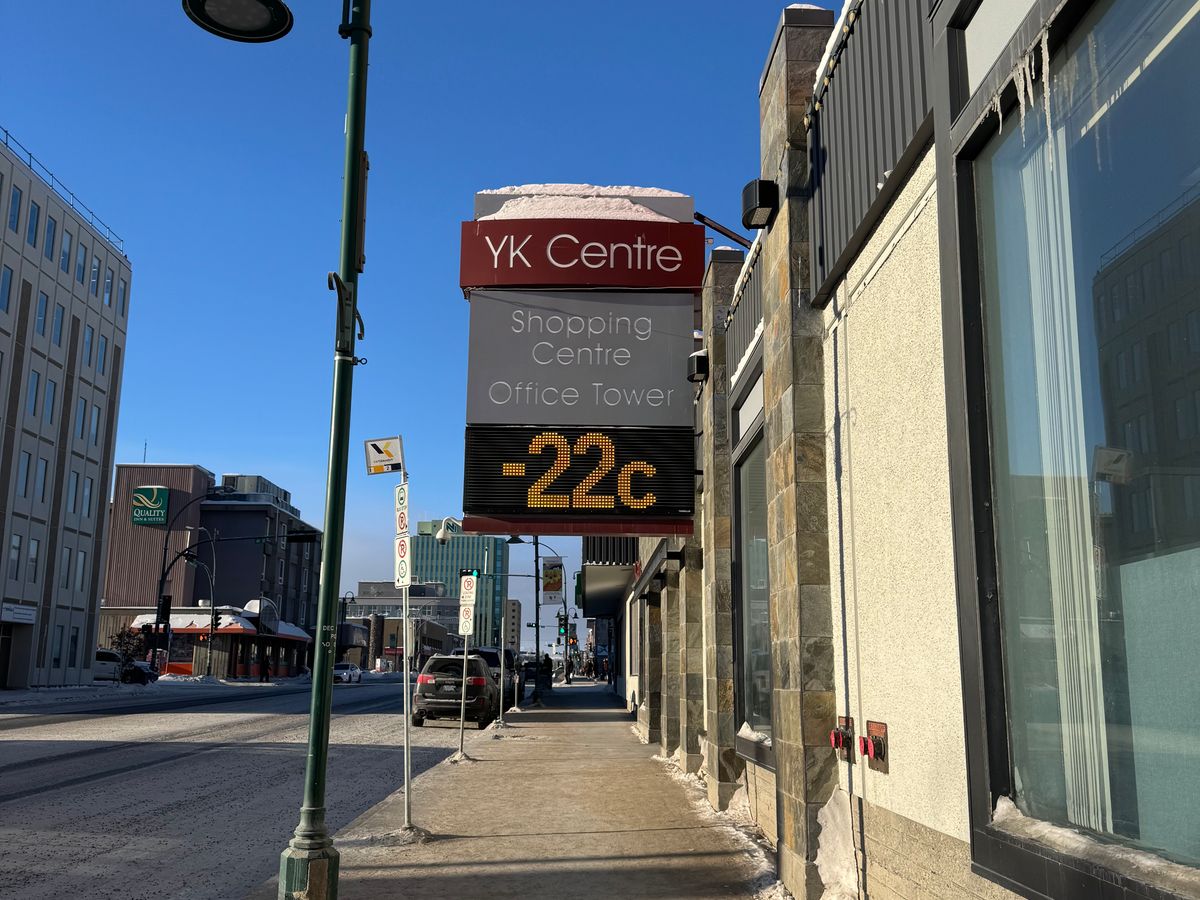 YK Centre
Shopping
Centre
Office Tower
-22c
QUALITY
INN & SUITES